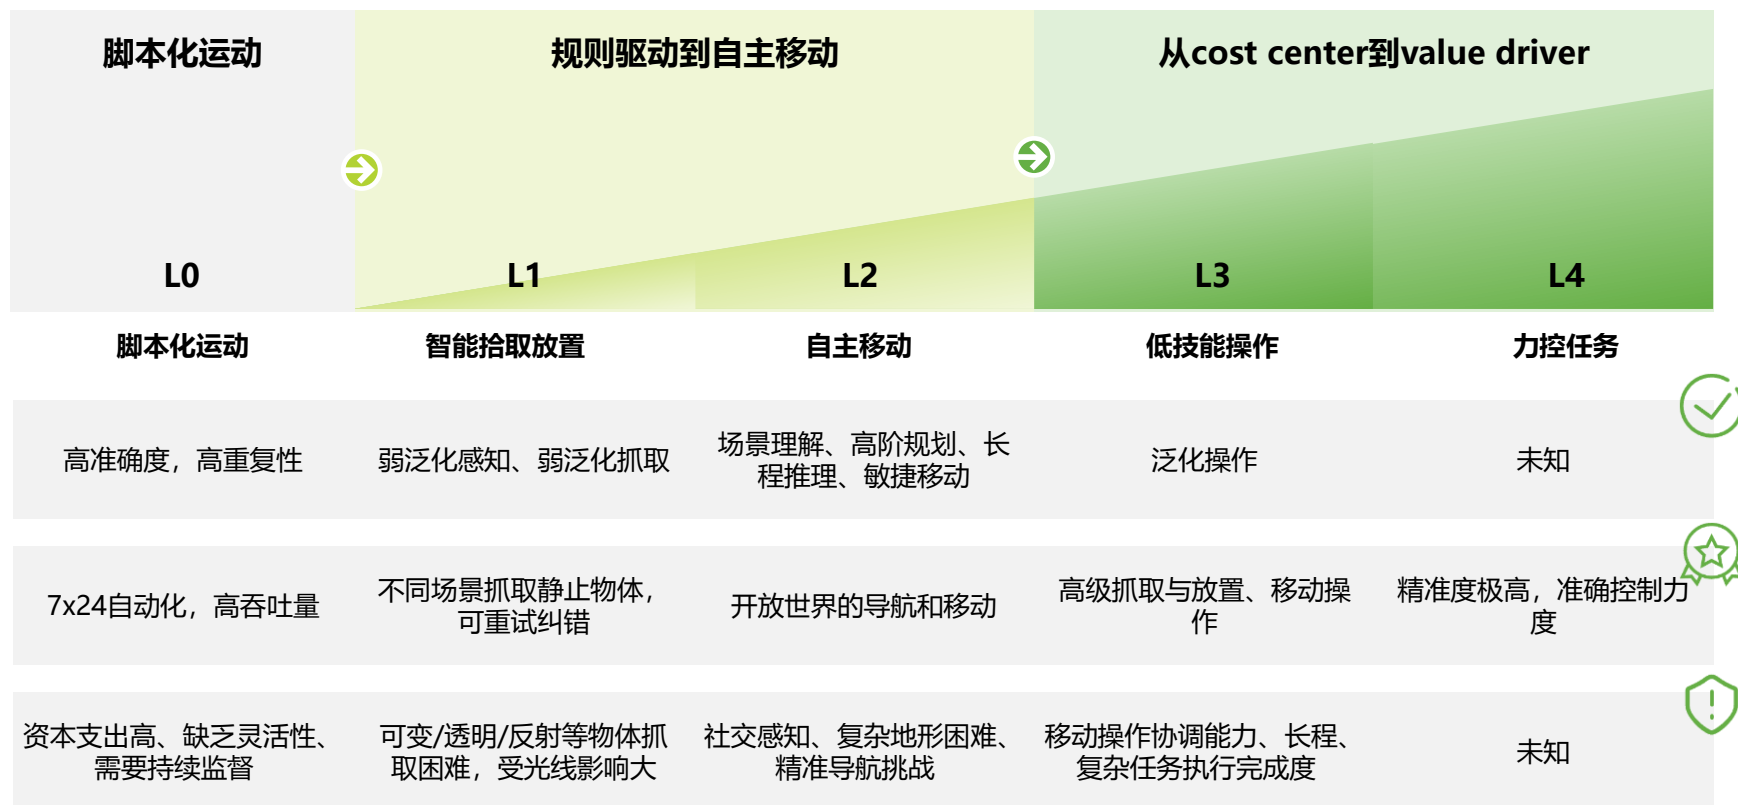 脚本化运动
规则驱动到自主移动
从cost center到value driver
L0
L1
L2
L3
L4
脚本化运动
智能拾取放置
自主移动
低技能操作
力控任务
高准确度，高重复性
弱泛化感知、弱泛化抓取
场景理解、高阶规划、长
程推理、敏捷移动
泛化操作
未知
7x24自动化，高吞吐量
不同场景抓取静止物体，
可重试纠错
开放世界的导航和移动
高级抓取与放置、移动操
作
精准度极高，准确控制力
度
资本支出高、缺乏灵活性、
需要持续监督
可变/透明/反射等物体抓
取困难，受光线影响大
社交感知、复杂地形困难、
精准导航挑战
移动操作协调能力、长程、
复杂任务执行完成度
未知